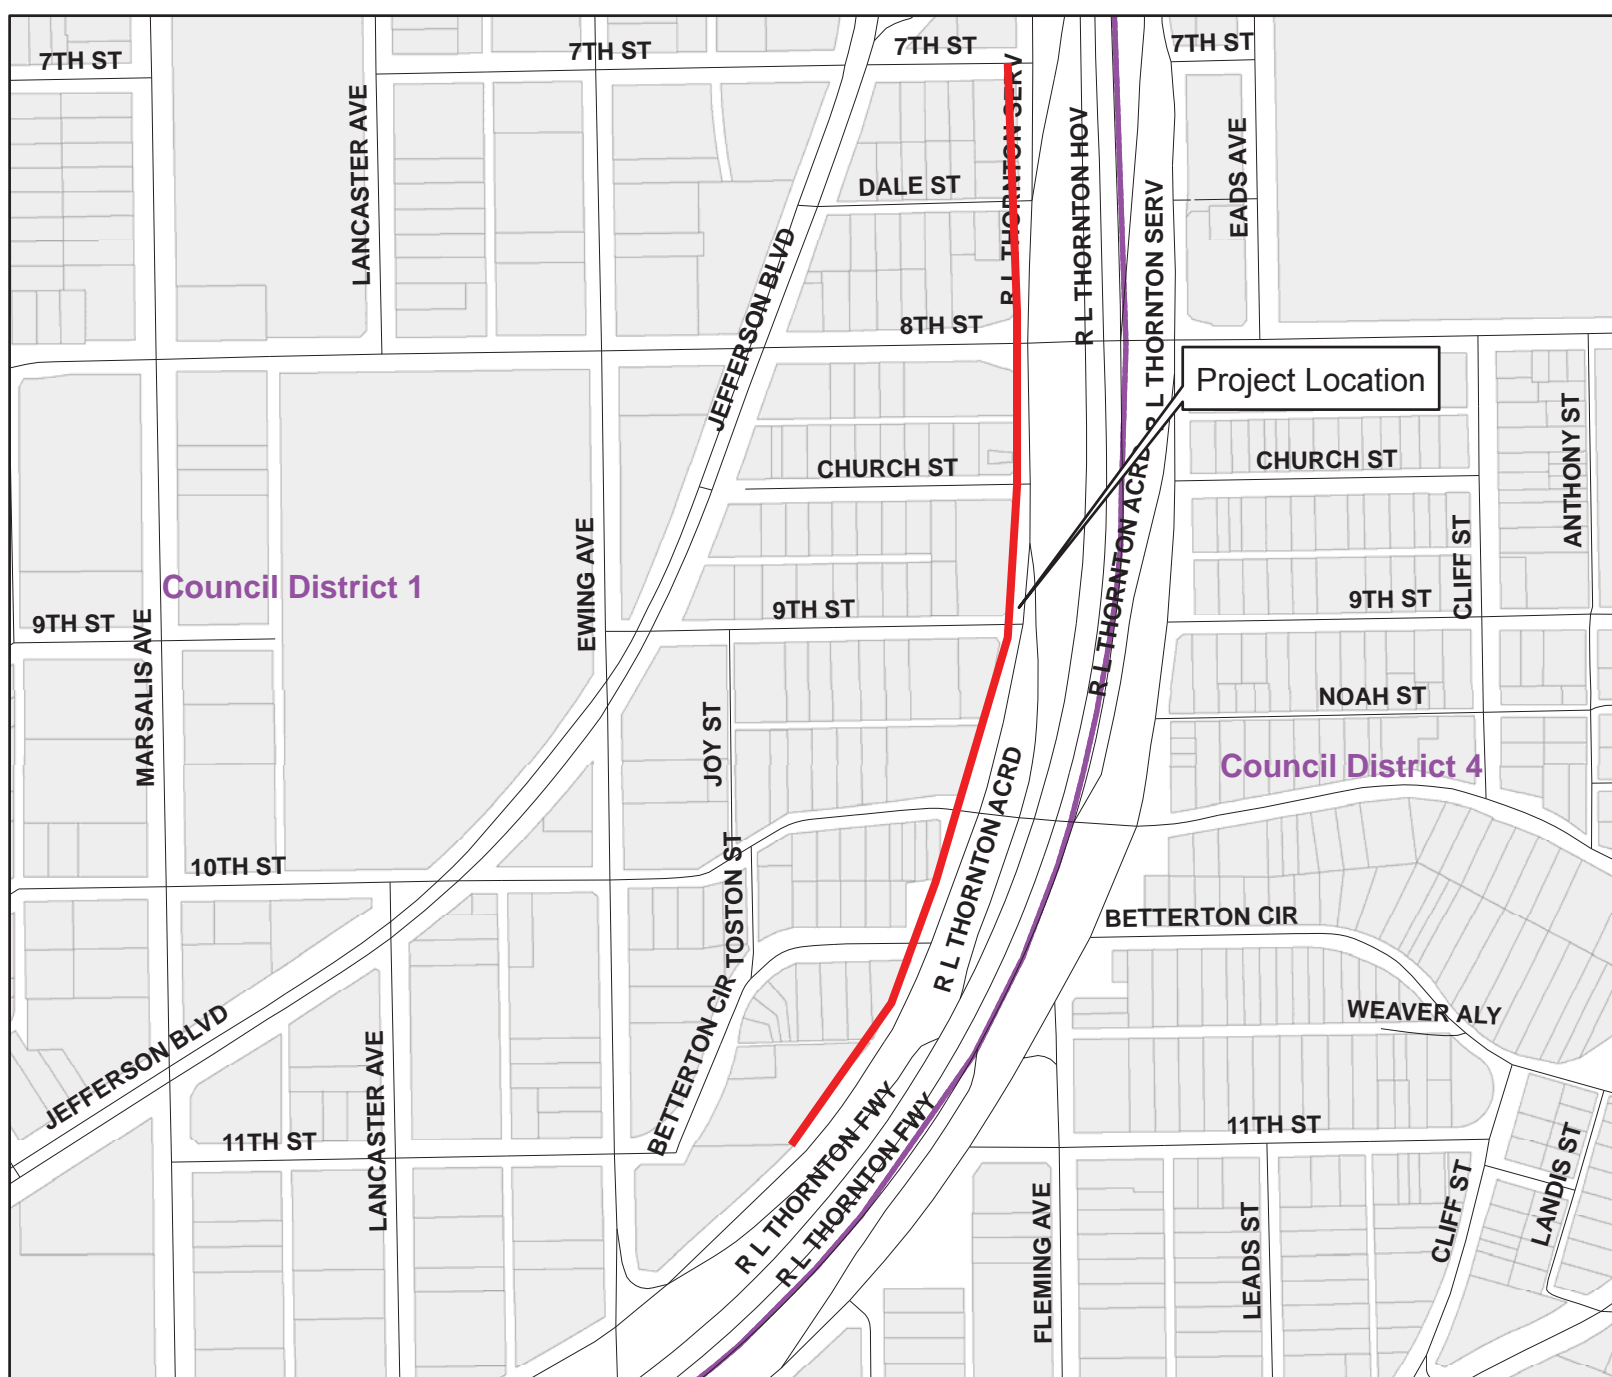 7TH ST
7TH ST
7TH ST
7TH ST
LANCASTER AVE
R L THORNTON SERV
R L THORNTON HOV
EADS AVE
DALE ST
R L THORNTON SERV
JEFFERSON BLVD
8TH ST
R L THORNTON ACRD
Project Location
ANTHONY ST
CHURCH ST
CHURCH ST
EWING AVE
CLIFF ST
Council District 1
9TH ST
9TH ST
9TH ST
MARSALIS AVE
R L THORNTON ACRD
NOAH ST
JOY ST
Council District 4
R L THORNTON ACRD
10TH ST
TOSTON ST
BETTERTON CIR
BETTERTON CIR
WEAVER ALY
JEFFERSON BLVD
LANCASTER AVE
R L THORNTON FWY
R L THORNTON FWY
11TH ST
11TH ST
CLIFF ST
LANDIS ST
FLEMING AVE
LEADS ST